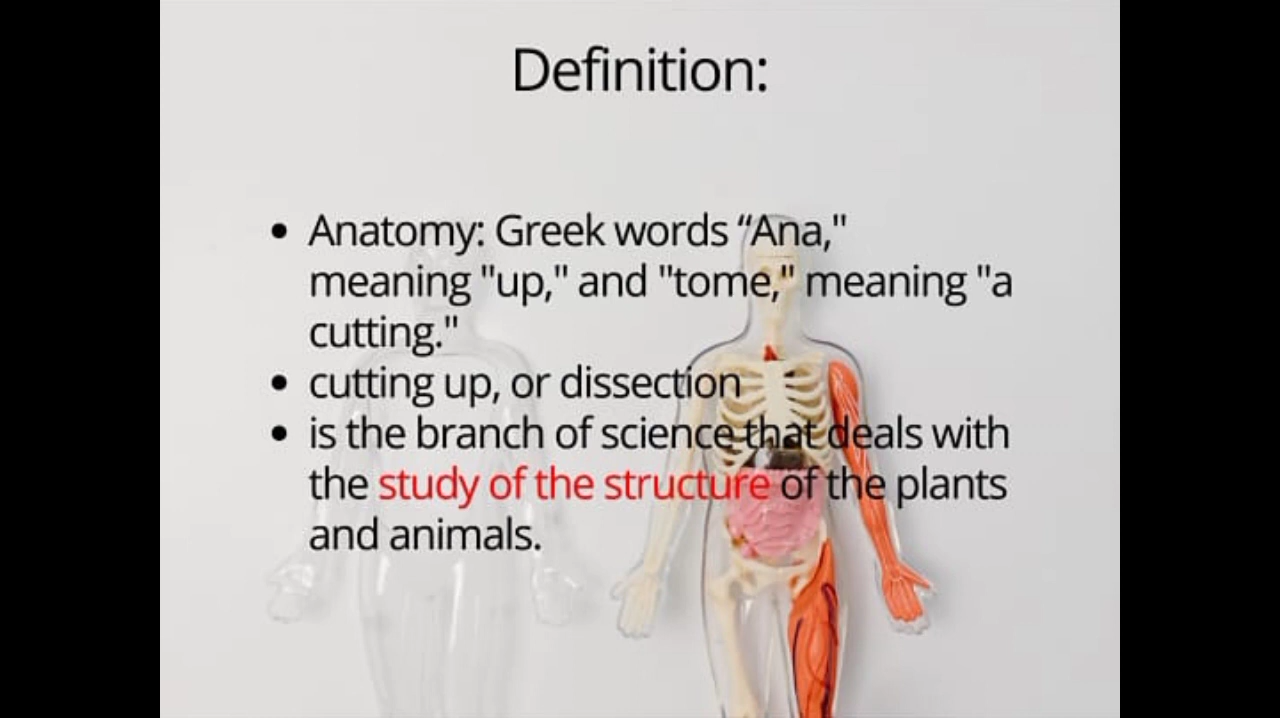 Definition:
• Anatomy: Greek words “Ana,"
meaning "up," and "tome," meaning "a
cutting."
• cutting up, or dissection
• is the branch of science that deals with
the study of the structure of the plants
and animals.